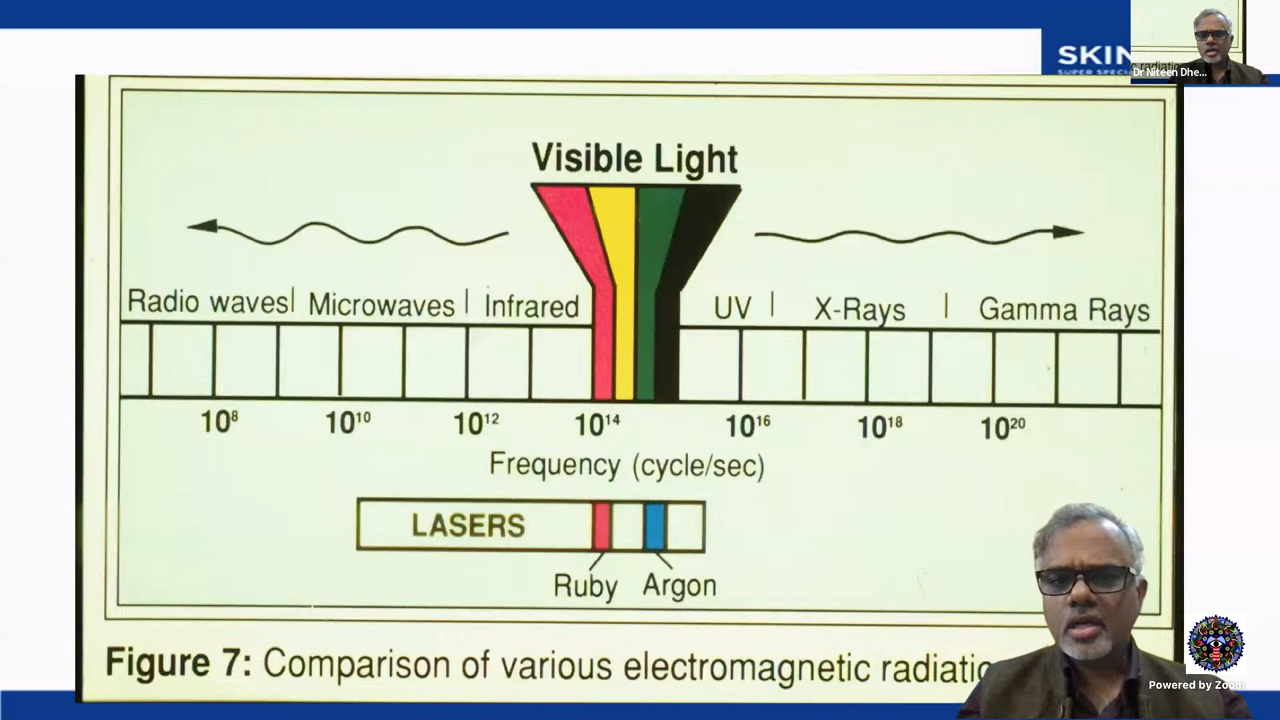 SKIN
SUPER SPECI
radiatio
Dr Niteen Dhe...
Visible Light
Radio waves | Microwaves | Infrared UV | X-Rays | Gamma Rays
10⁸ 10¹⁰ 10¹² 10¹⁴ 10¹⁶ 10¹⁸ 10²⁰
Frequency (cycle/sec)
LASERS
Ruby Argon
Figure 7: Comparison of various electromagnetic radiatio
Powered by Zoom